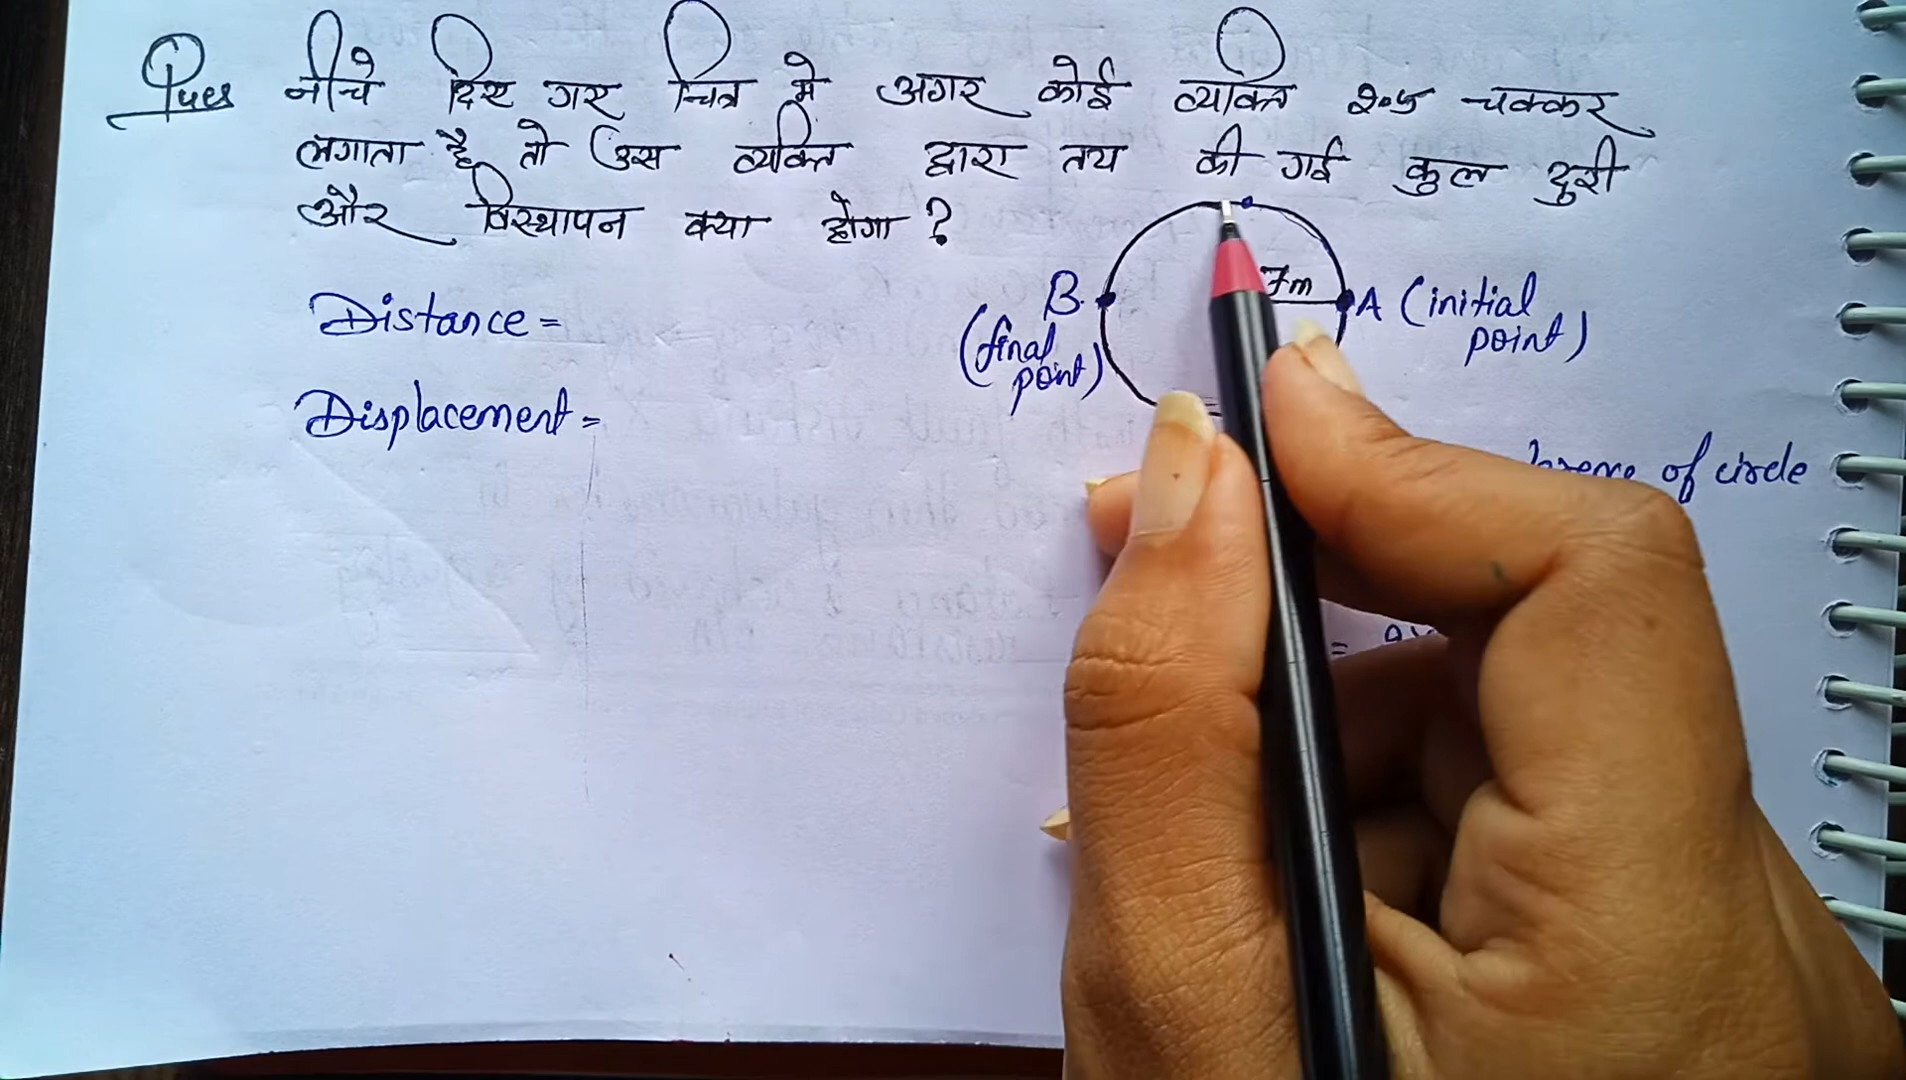 Ques नीचे दिए गए चित्र मे अगर कोई व्यक्ति 2.5 चक्कर
लगाता है तो उस व्यक्ति द्वारा तय की गई कुल दुरी
और विस्थापन क्या होगा ?
7m
B
(final
point)
A (initial
point)
Distance =
Displacement =
of circle
=